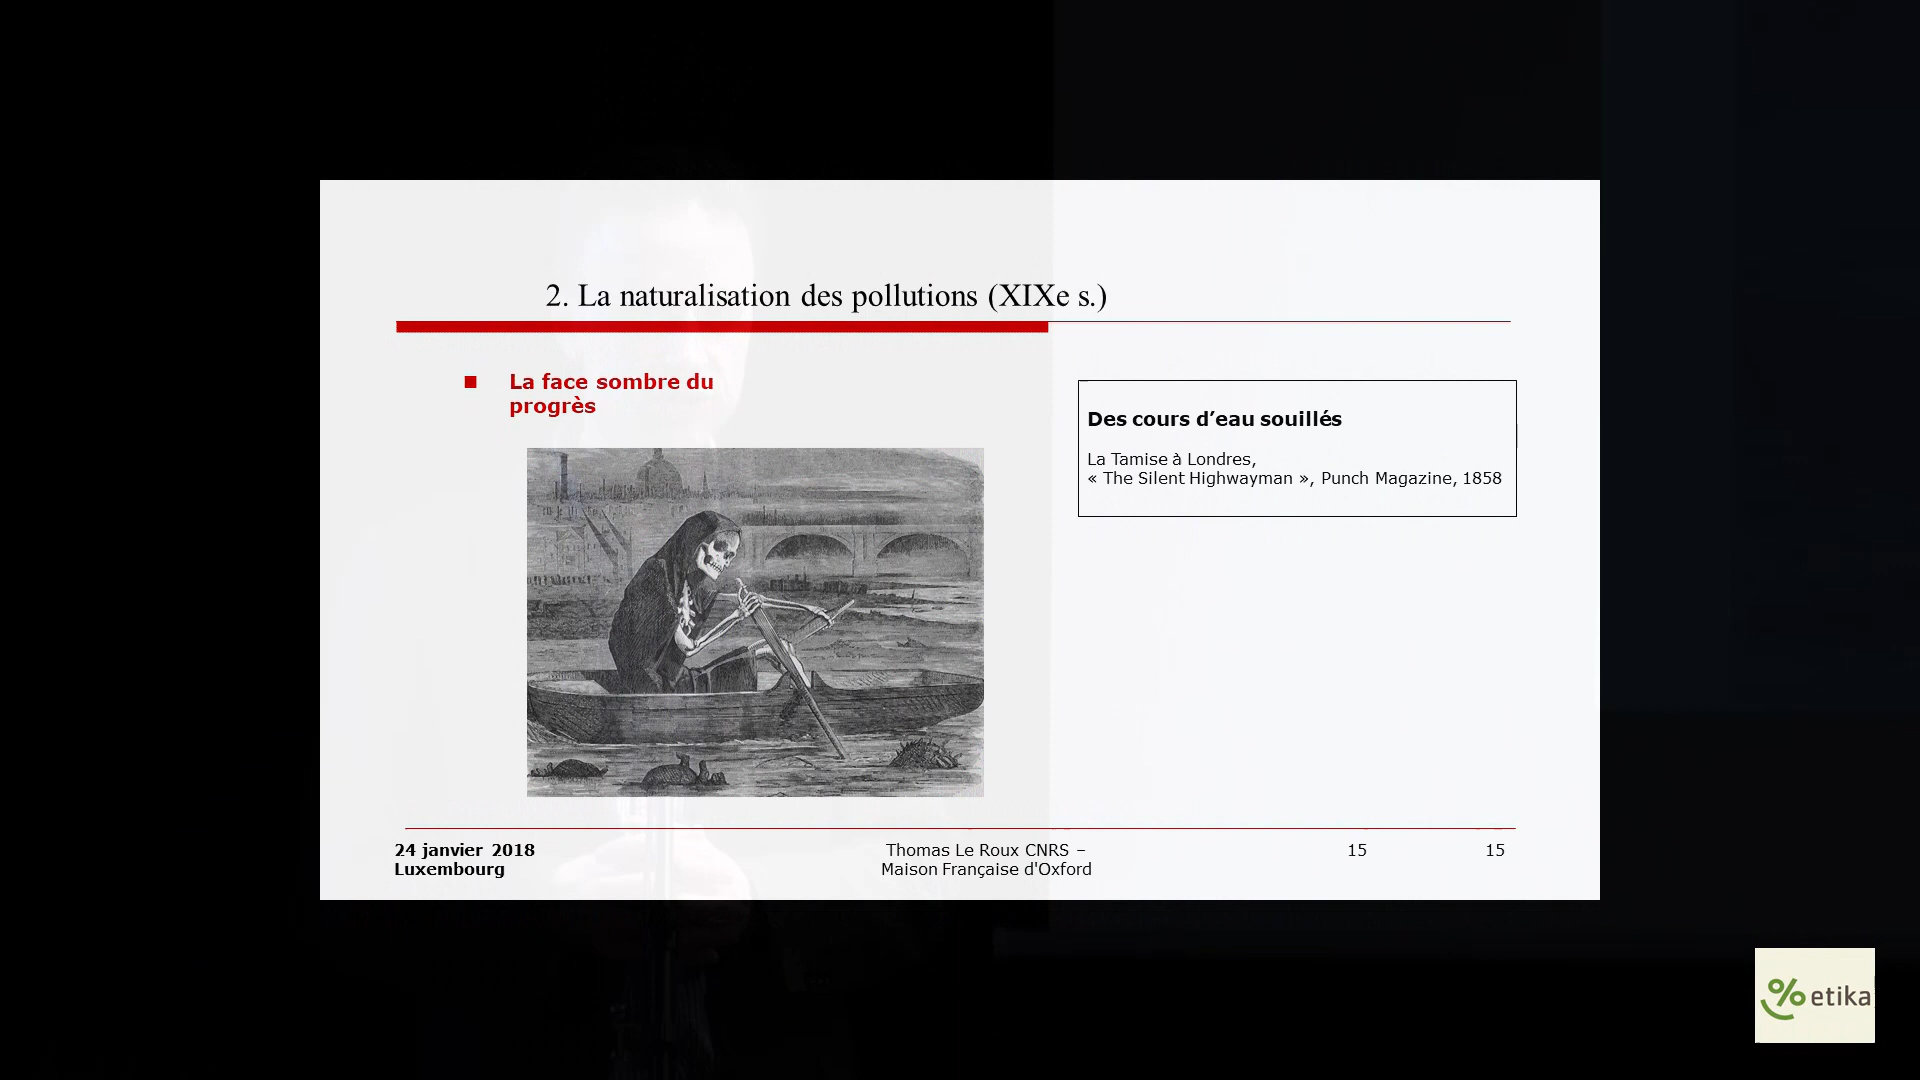 2. La naturalisation des pollutions (XIXe s.)
La face sombre du
progrès
Des cours d’eau souillés
La Tamise à Londres,
« The Silent Highwayman », Punch Magazine, 1858
24 janvier 2018
Luxembourg
Thomas Le Roux CNRS –
Maison Française d'Oxford
15
15
% etika